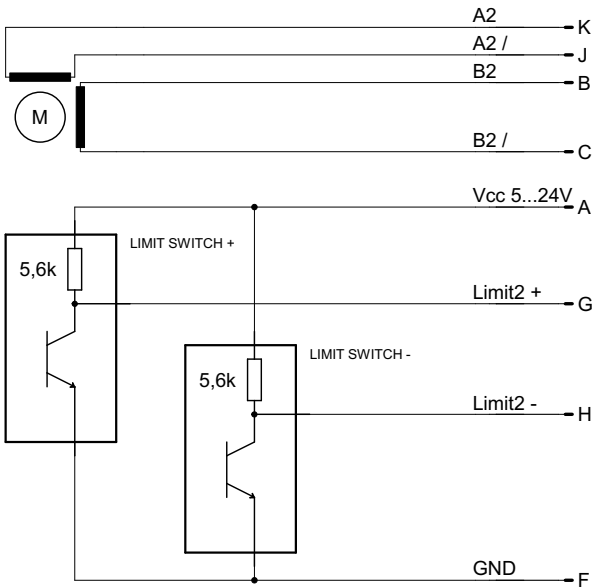 A2
K
A2 /
J
B2
B
M
B2 /
C
Vcc 5...24V
A
LIMIT SWITCH +
5,6k
Limit2 +
G
LIMIT SWITCH -
5,6k
Limit2 -
H
GND
F